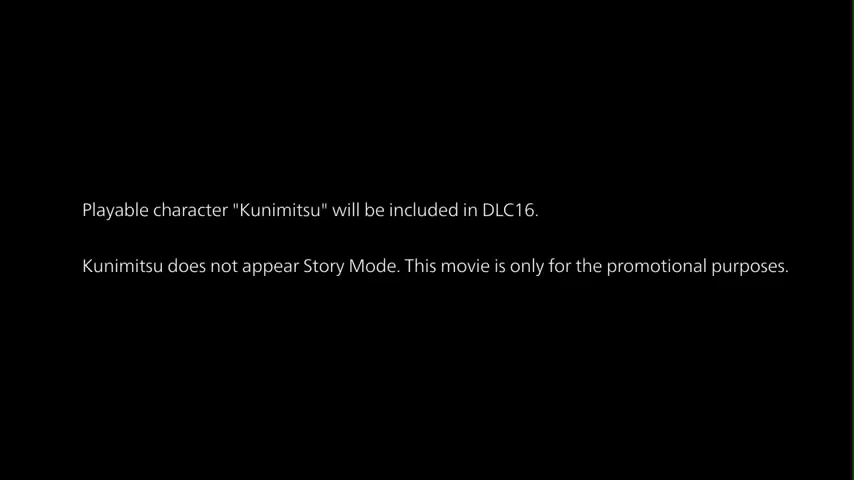 Playable character "Kunimitsu" will be included in DLC16.
Kunimitsu does not appear Story Mode. This movie is only for the promotional purposes.